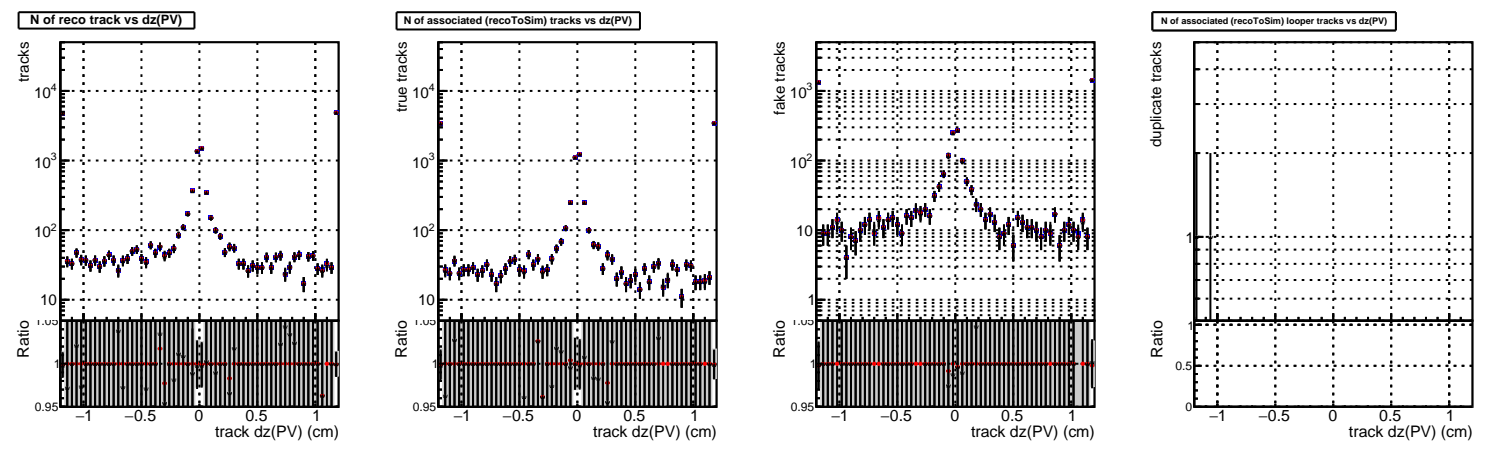 N of reco track vs dz(PV)
tracks
10⁴
10³
10²
10
Ratio
1.05
1
0.95
−1 −0.5 0 0.5 1
track dz(PV) (cm)
N of associated (recoToSim) tracks vs dz(PV)
true tracks
10⁴
10³
10²
10
Ratio
1.05
1
0.95
−1 −0.5 0 0.5 1
track dz(PV) (cm)
fake tracks
10³
10²
10
1
Ratio
1.05
1
0.95
−1 −0.5 0 0.5 1
track dz(PV) (cm)
N of associated (recoToSim) looper tracks vs dz(PV)
duplicate tracks
1
Ratio
1
0.5
0
−1 −0.5 0 0.5 1
track dz(PV) (cm)